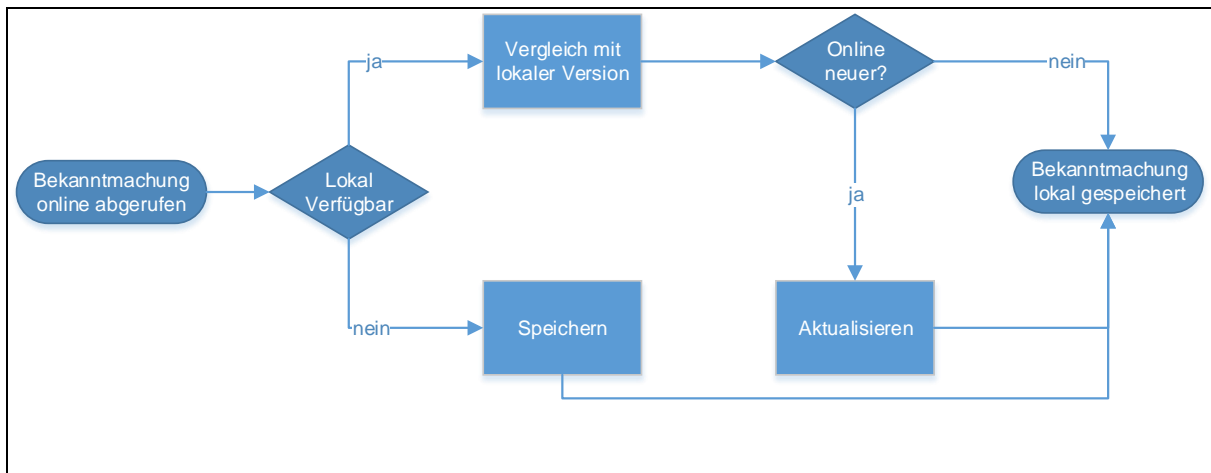 Bekanntmachung
online abgerufen
Lokal
Verfügbar
ja
Vergleich mit
lokaler Version
Online
neuer?
nein
Bekanntmachung
lokal gespeichert
ja
nein
Speichern
Aktualisieren